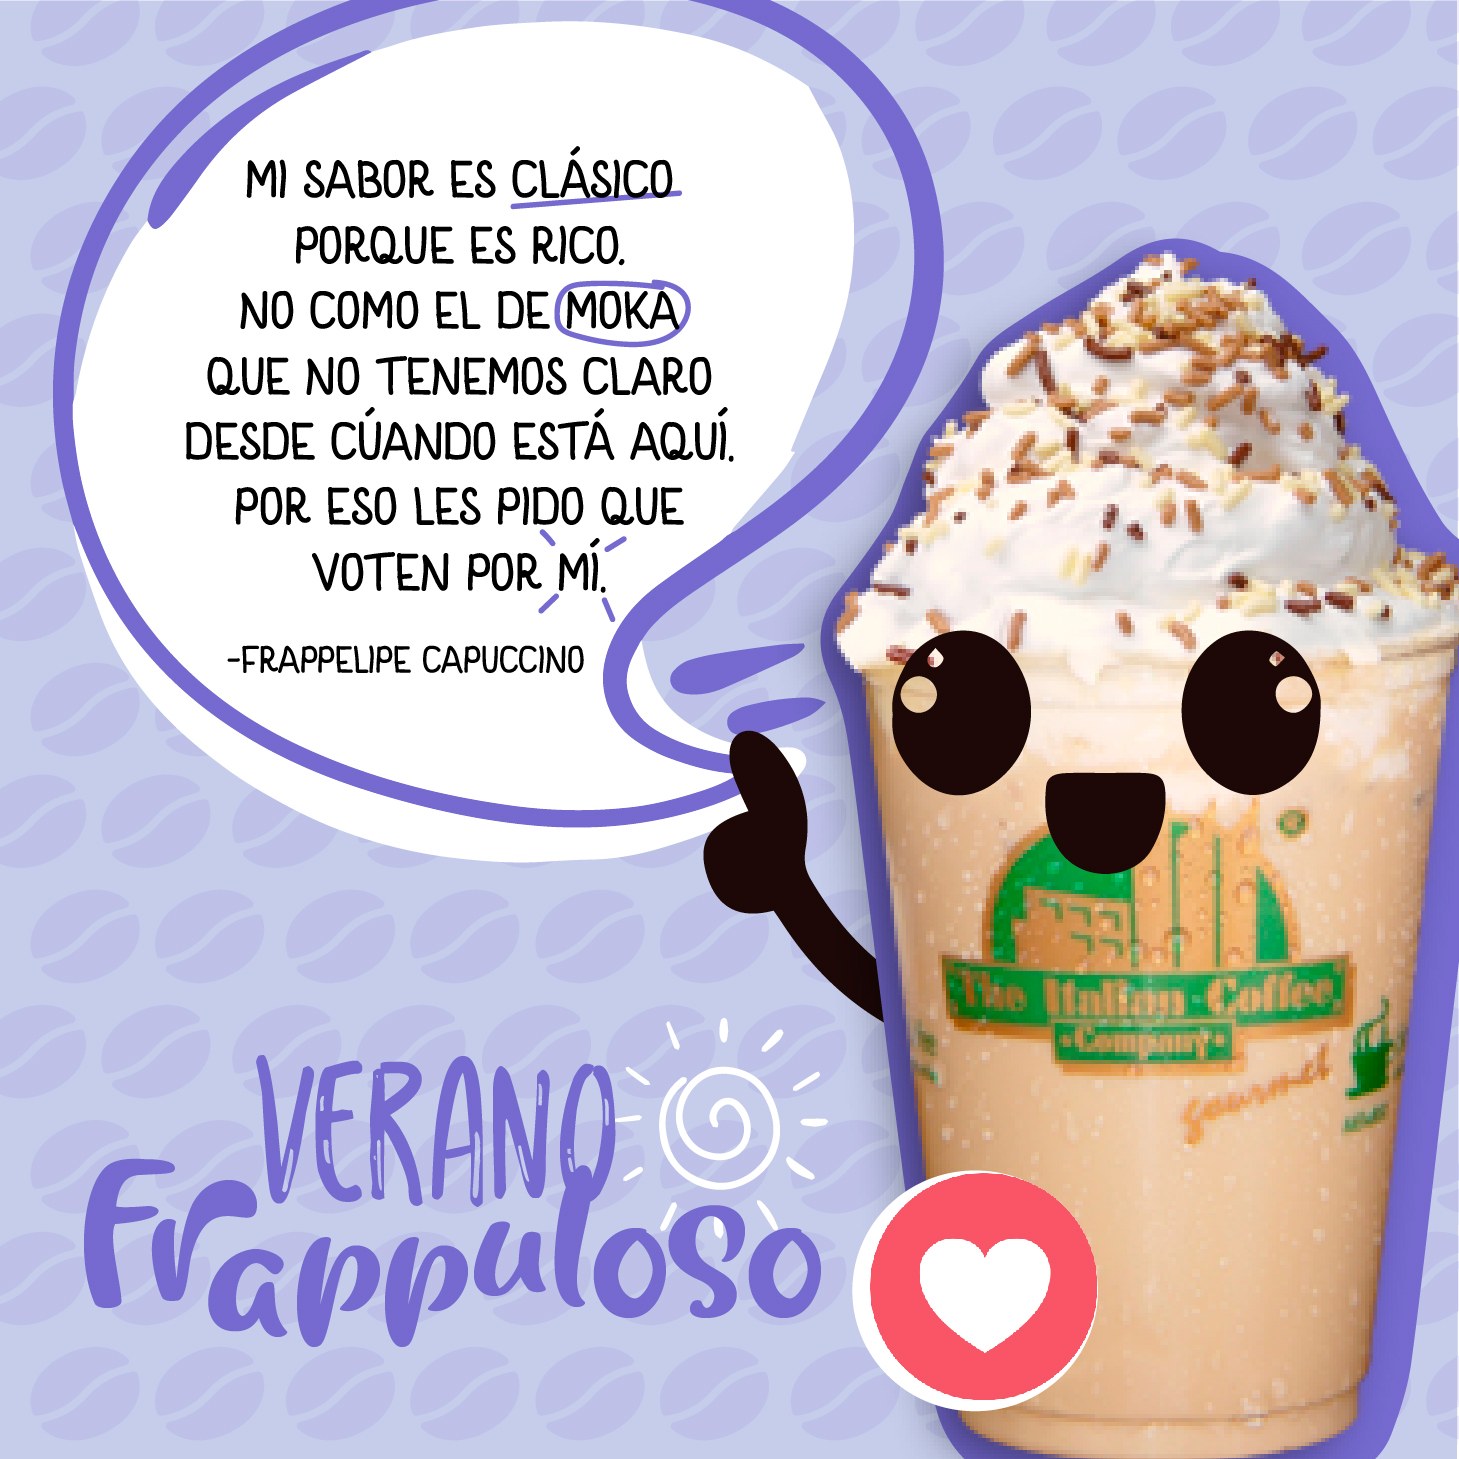 MI SABOR ES CLÁSICO
PORQUE ES RICO.
NO COMO EL DE MOKA
QUE NO TENEMOS CLARO
DESDE CÚANDO ESTÁ AQUÍ.
POR ESO LES PIDO QUE
VOTEN POR MÍ.
-FRAPPELIPE CAPUCCINO
The Italian Coffee
Company
gourmet
VERANO
Frappuloso